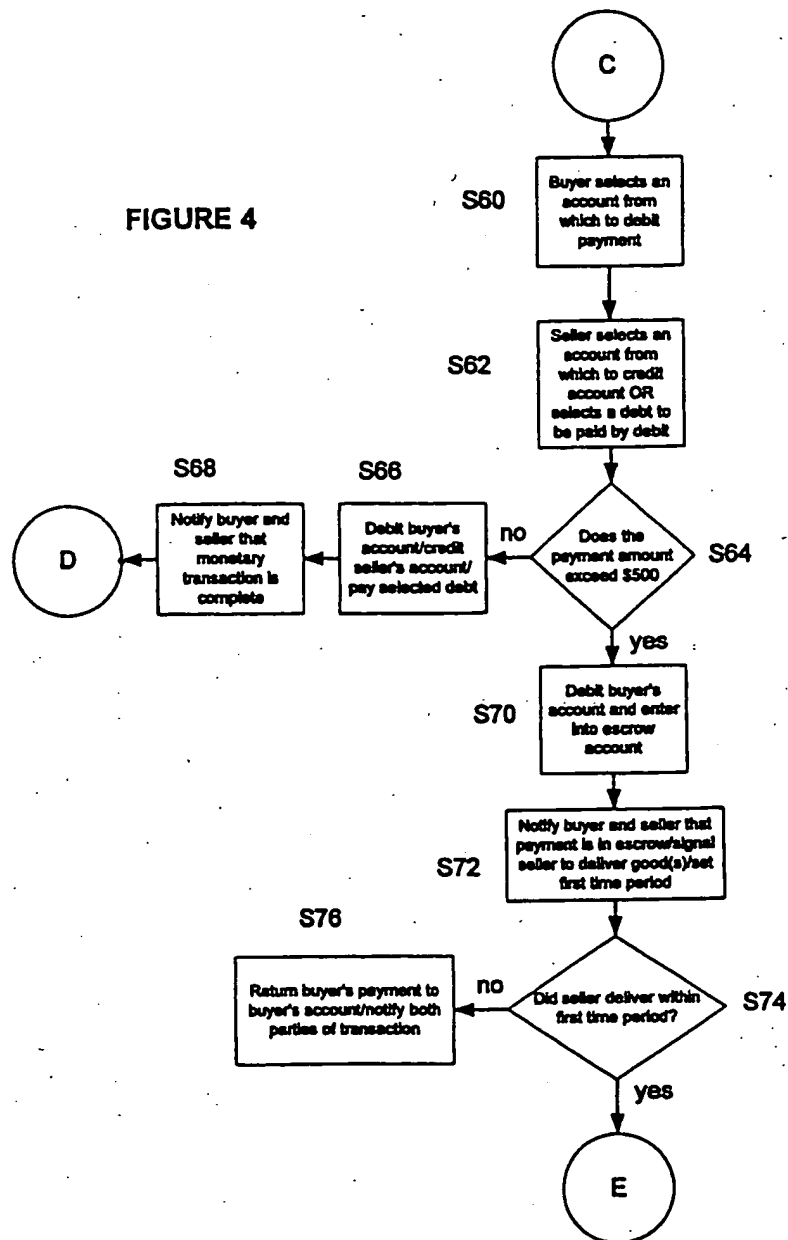 C
S60
Buyer selects an
account from
which to debit
payment
FIGURE 4
S62
Seller selects an
account from
which to credit
account OR
selects a debt to
be paid by debit
S68
S66
Notify buyer and
seller that
monetary
transaction is
complete
Debit buyer's
account/credit
seller's account/
pay selected debt
no
Does the
payment amount
exceed $500
S64
D
yes
S70
Debit buyer's
account and enter
into escrow
account
S72
Notify buyer and seller that
payment is in escrow/signal
seller to deliver good(s)/set
first time period
S76
Return buyer's payment to
buyer's account/notify both
parties of transaction
no
Did seller deliver within
first time period?
S74
yes
E